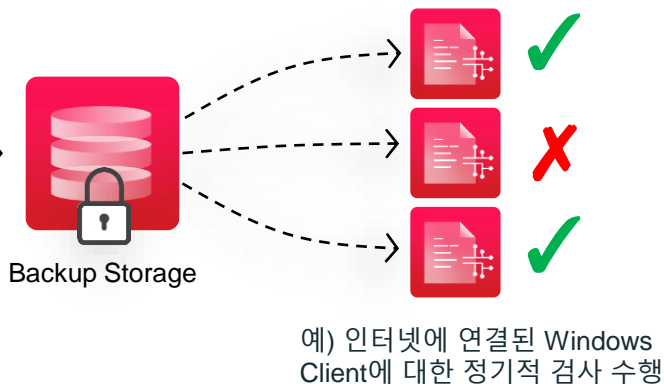 Backup Storage
예) 인터넷에 연결된 Windows
Client에 대한 정기적 검사 수행